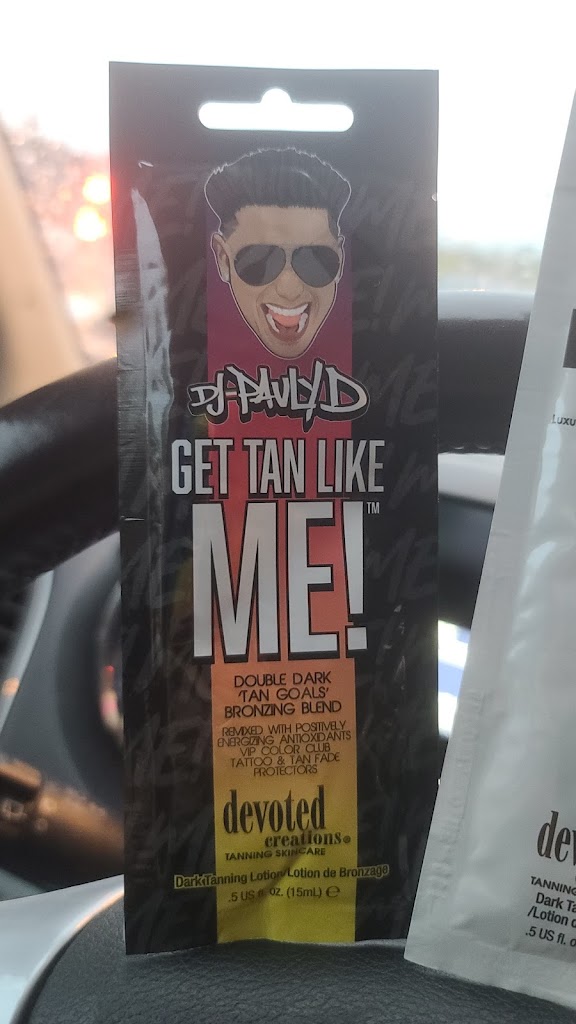 DJ-PAULY D
GET TAN LIKE
ME!™
DOUBLE DARK
'TAN GOALS'
BRONZING BLEND
REMIXED WITH POSITIVELY
ENERGIZING ANTIOXIDANTS
VIP COLOR CLUB
TATTOO & TAN FADE
PROTECTORS
devoted
creations®
TANNING SKINCARE
Dark Tanning Lotion/Lotion de Bronzage
.5 US fl. oz. (15mL) ℮
Luxu
dev
TANNING
Dark Ta
/Lotion d
.5 US fl. o